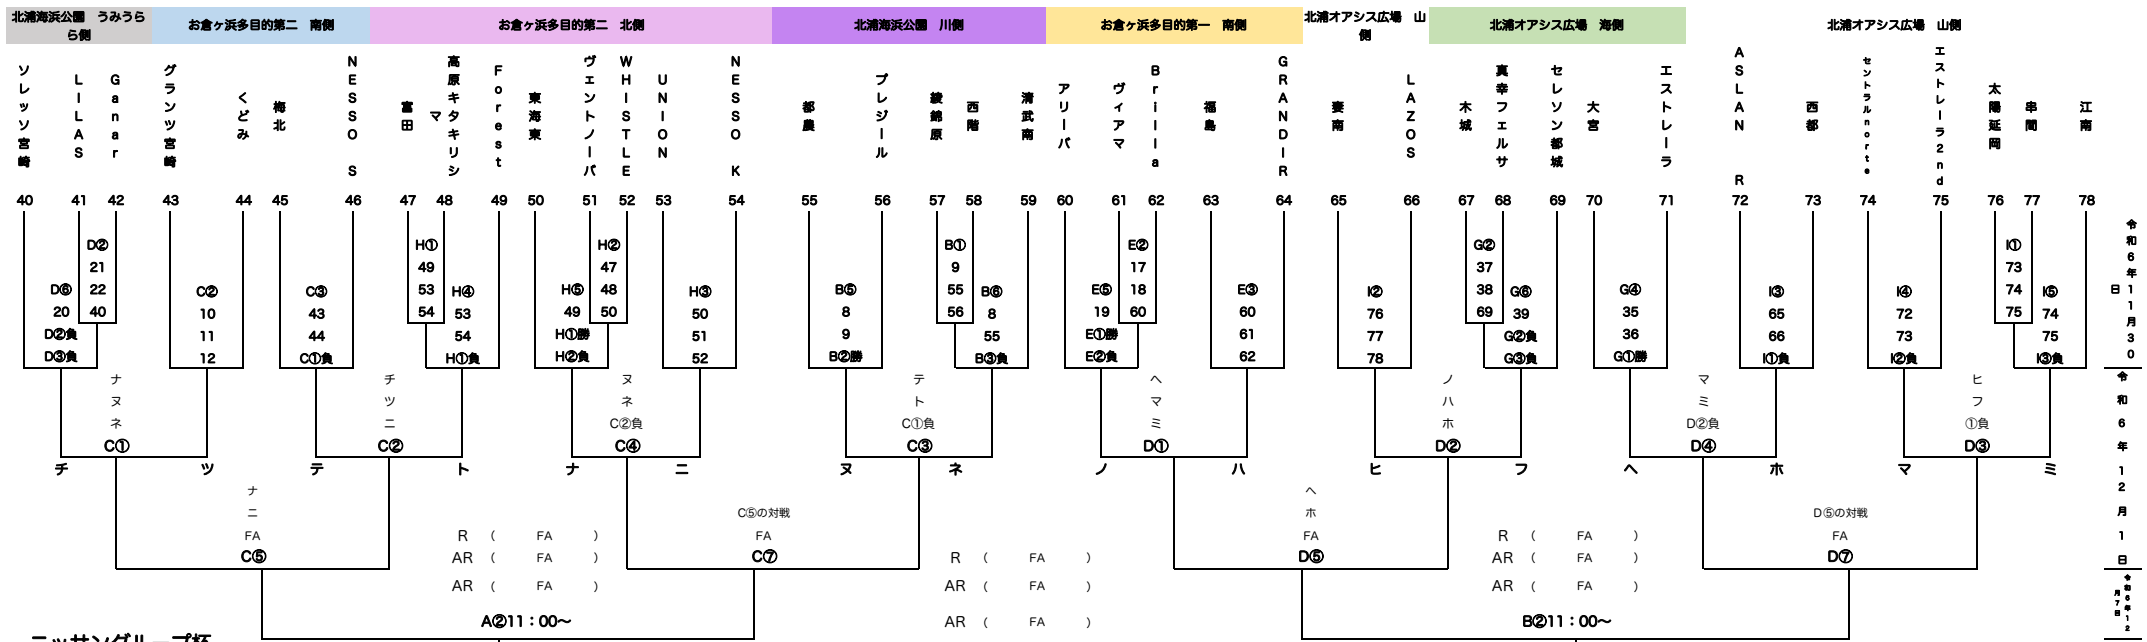 北浦海浜公園　うみうら
ら側
お倉ヶ浜多目的第二　南側
お倉ヶ浜多目的第二　北側
北浦海浜公園　川側
お倉ヶ浜多目的第一　南側
北浦オアシス広場　山
側
北浦オアシス広場　海側
北浦オアシス広場　山側
ソレッソ宮崎
LILAS
Ganar
グランツ宮崎
くどみ
梅北
NESSO S
富田
高原キタキリシ
マ
Forest
東海東
ヴェントノーバ
WHISTLE
UNION
NESSO K
都農
プレジール
綾錦原
西階
清武南
アリーバ
ヴィアマ
Brilla
福島
GRANDIR
妻南
LAZOS
木城
真幸フェルサ
セレソン都城
大宮
エストレーラ
ASLAN R
西都
セントラルnorte
エストレーラ2nd
太陽延岡
串間
江南
40 41 42 43 44 45 46 47 48 49 50 51 52 53 54 55 56 57 58 59 60 61 62 63 64 65 66 67 68 69 70 71 72 73 74 75 76 77 78
D②
21
22
40
D⑥
20
D②負
D③負
C②
10
11
12
C③
43
44
C①負
H①
49
53
54
H④
53
54
H①負
H②
47
48
50
H⑤
49
H①勝
H②負
H③
50
51
52
B⑤
8
9
B②勝
B①
9
55
56
B⑥
8
55
B③負
E②
17
18
60
E⑤
19
E①勝
E②負
E③
60
61
62
I②
76
77
78
G②
37
38
69
G⑥
39
G②負
G③負
G④
35
36
G①勝
I③
65
66
I①負
I④
72
73
I②負
I①
73
74
75
I⑤
74
75
I③負
令和6年11月30
日
ナ
ヌ
ネ
C①
チ
ツ
ニ
C②
ヌ
ネ
C②負
C④
テ
ト
C①負
C③
ヘ
マ
ミ
D①
ノ
ハ
ホ
D②
マ
ミ
D②負
D④
ヒ
フ
①負
D③
チ ツ テ ト ナ ニ ヌ ネ ノ ハ ヒ フ ヘ ホ マ ミ
令和6年12月1日
ナ
ニ
FA
C⑤
C⑤の対戦
FA
C⑦
ヘ
ホ
FA
D⑤
D⑤の対戦
FA
D⑦
R （ FA ）
AR （ FA ）
AR （ FA ）
R （ FA ）
AR （ FA ）
AR （ FA ）
R （ FA ）
AR （ FA ）
AR （ FA ）
A②11：00～
B②11：00～
令和6年12
月7日
ニッサングループ杯